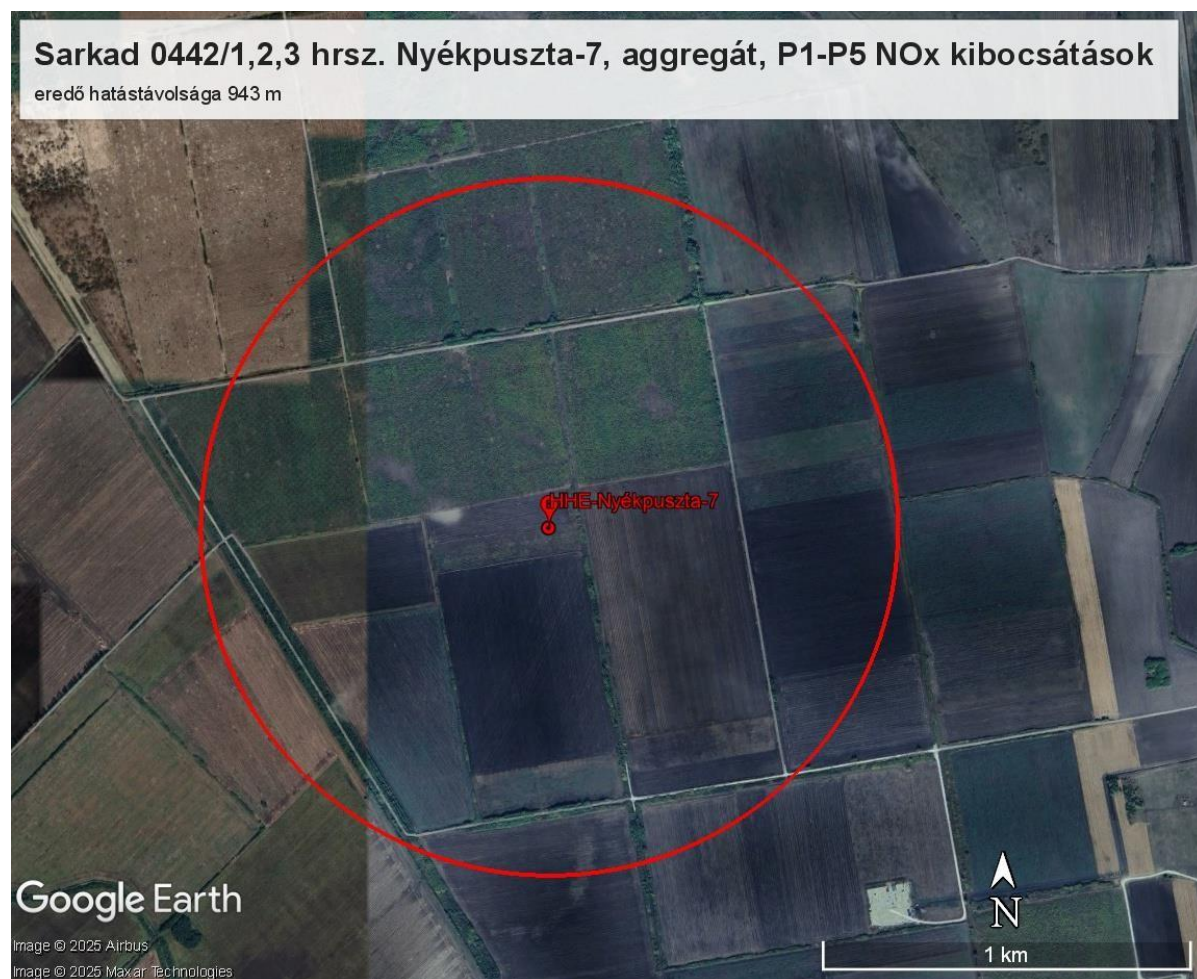 Sarkad 0442/1,2,3 hrsz. Nyékpuszta-7, aggregát, P1-P5 NOx kibocsátások
eredő hatástávolsága 943 m
HHE-Nyékpuszta-7
Google Earth
N
Image © 2025 Airbus
1 km
Image © 2025 Maxar Technologies